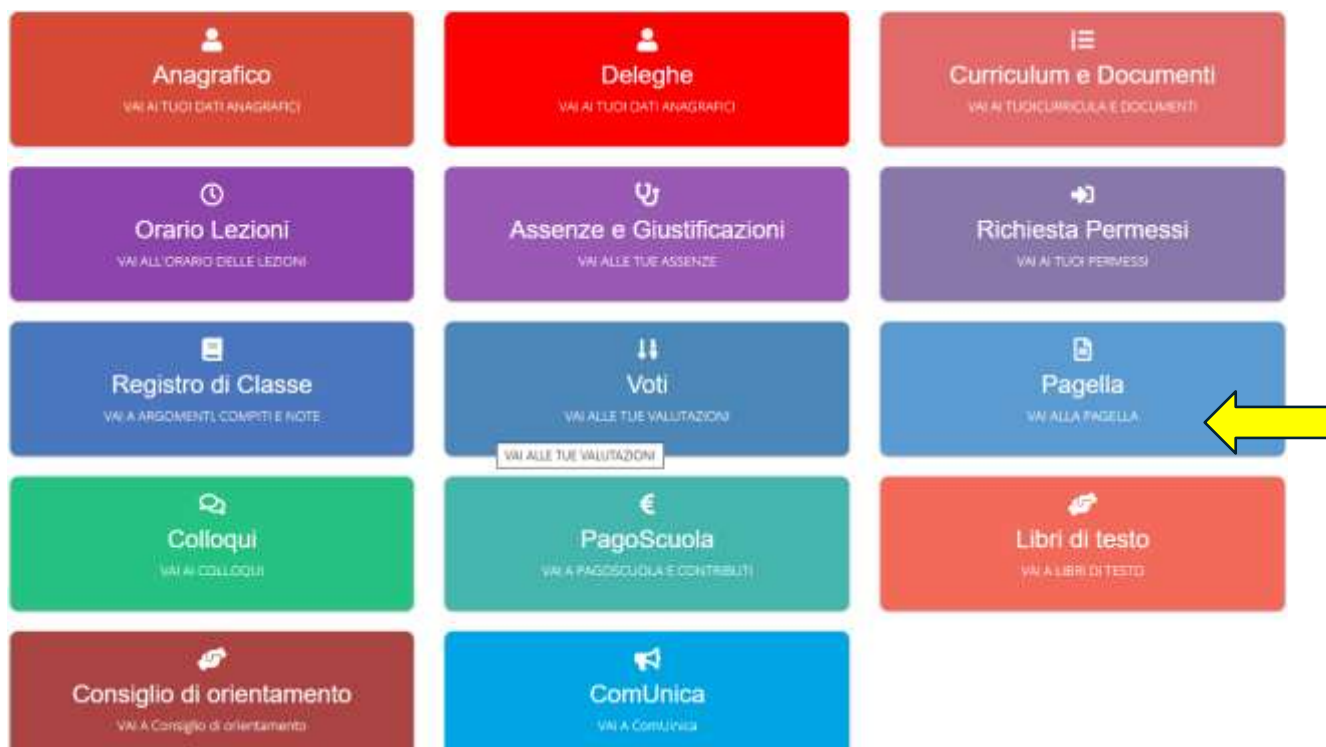 Anagrafico
VAI AI TUOI DATI ANAGRAFICI
Deleghe
VAI AI TUOI DATI ANAGRAFICI
Curriculum e Documenti
VAI AI TUOICURRICULA E DOCUMENTI
Orario Lezioni
VAI ALL'ORARIO DELLE LEZIONI
Assenze e Giustificazioni
VAI ALLE TUE ASSENZE
Richiesta Permessi
VAI AI TUOI PERMESSI
Registro di Classe
VAI A ARGOMENTI, COMPITI E NOTE
Voti
VAI ALLE TUE VALUTAZIONI
VAI ALLE TUE VALUTAZIONI
Pagella
VAI ALLA PAGELLA
Colloqui
VAI AI COLLOQUI
€
PagoScuola
VAI A PAGOSCUOLA E CONTRIBUTI
Libri di testo
VAI A LIBRI DI TESTO
Consiglio di orientamento
VAI A Consiglio di orientamento
ComUnica
VAI A ComUnica